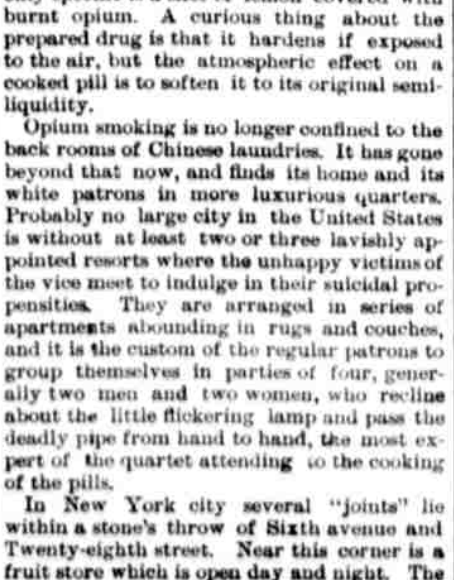 burnt opium. A curious thing about the
prepared drug is that it hardens if exposed
to the air, but the atmospheric effect on a
cooked pill is to soften it to its original semi-
liquidity.
Opium smoking is no longer confined to the
back rooms of Chinese laundries. It has gone
beyond that now, and finds its home and its
white patrons in more luxurious quarters.
Probably no large city in the United States
is without at least two or three lavishly ap-
pointed resorts where the unhappy victims of
the vice meet to indulge in their suicidal pro-
pensities. They are arranged in series of
apartments abounding in rugs and couches,
and it is the custom of the regular patrons to
group themselves in parties of four, gener-
ally two men and two women, who recline
about the little flickering lamp and pass the
deadly pipe from hand to hand, the most ex-
pert of the quartet attending to the cooking
of the pills.
In New York city several "joints" lie
within a stone's throw of Sixth avenue and
Twenty-eighth street. Near this corner is a
fruit store which is open day and night. The